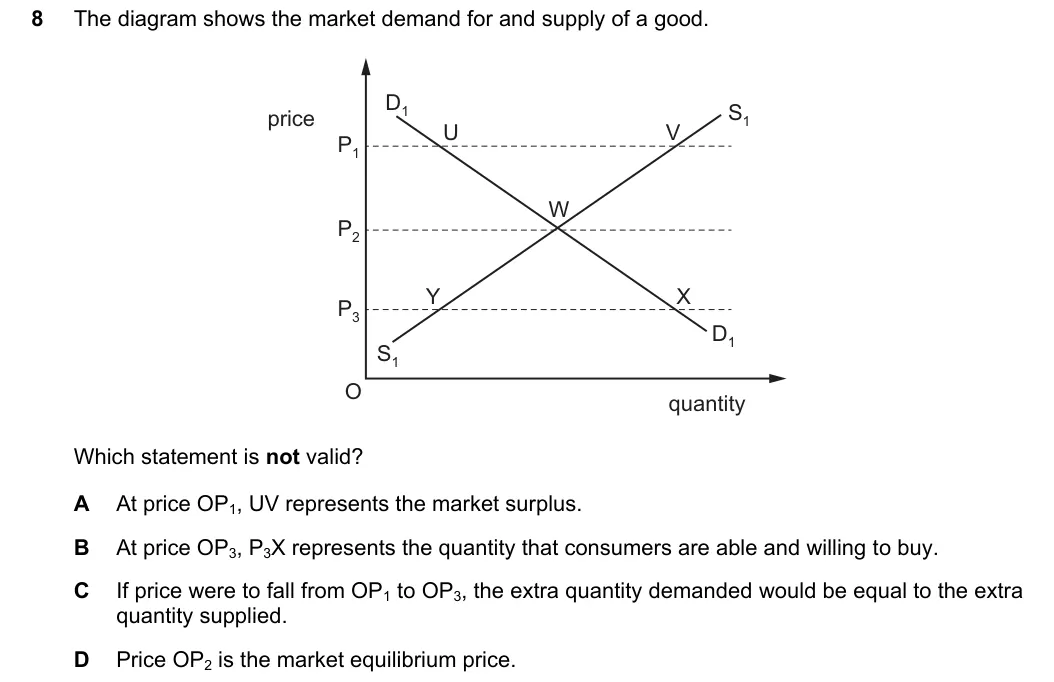 8 The diagram shows the market demand for and supply of a good.
price
D₁
U
V
S₁
P₁
W
P₂
Y
X
P₃
D₁
S₁
O
quantity
Which statement is not valid?
A At price OP₁, UV represents the market surplus.
B At price OP₃, P₃X represents the quantity that consumers are able and willing to buy.
C If price were to fall from OP₁ to OP₃, the extra quantity demanded would be equal to the extra
quantity supplied.
D Price OP₂ is the market equilibrium price.